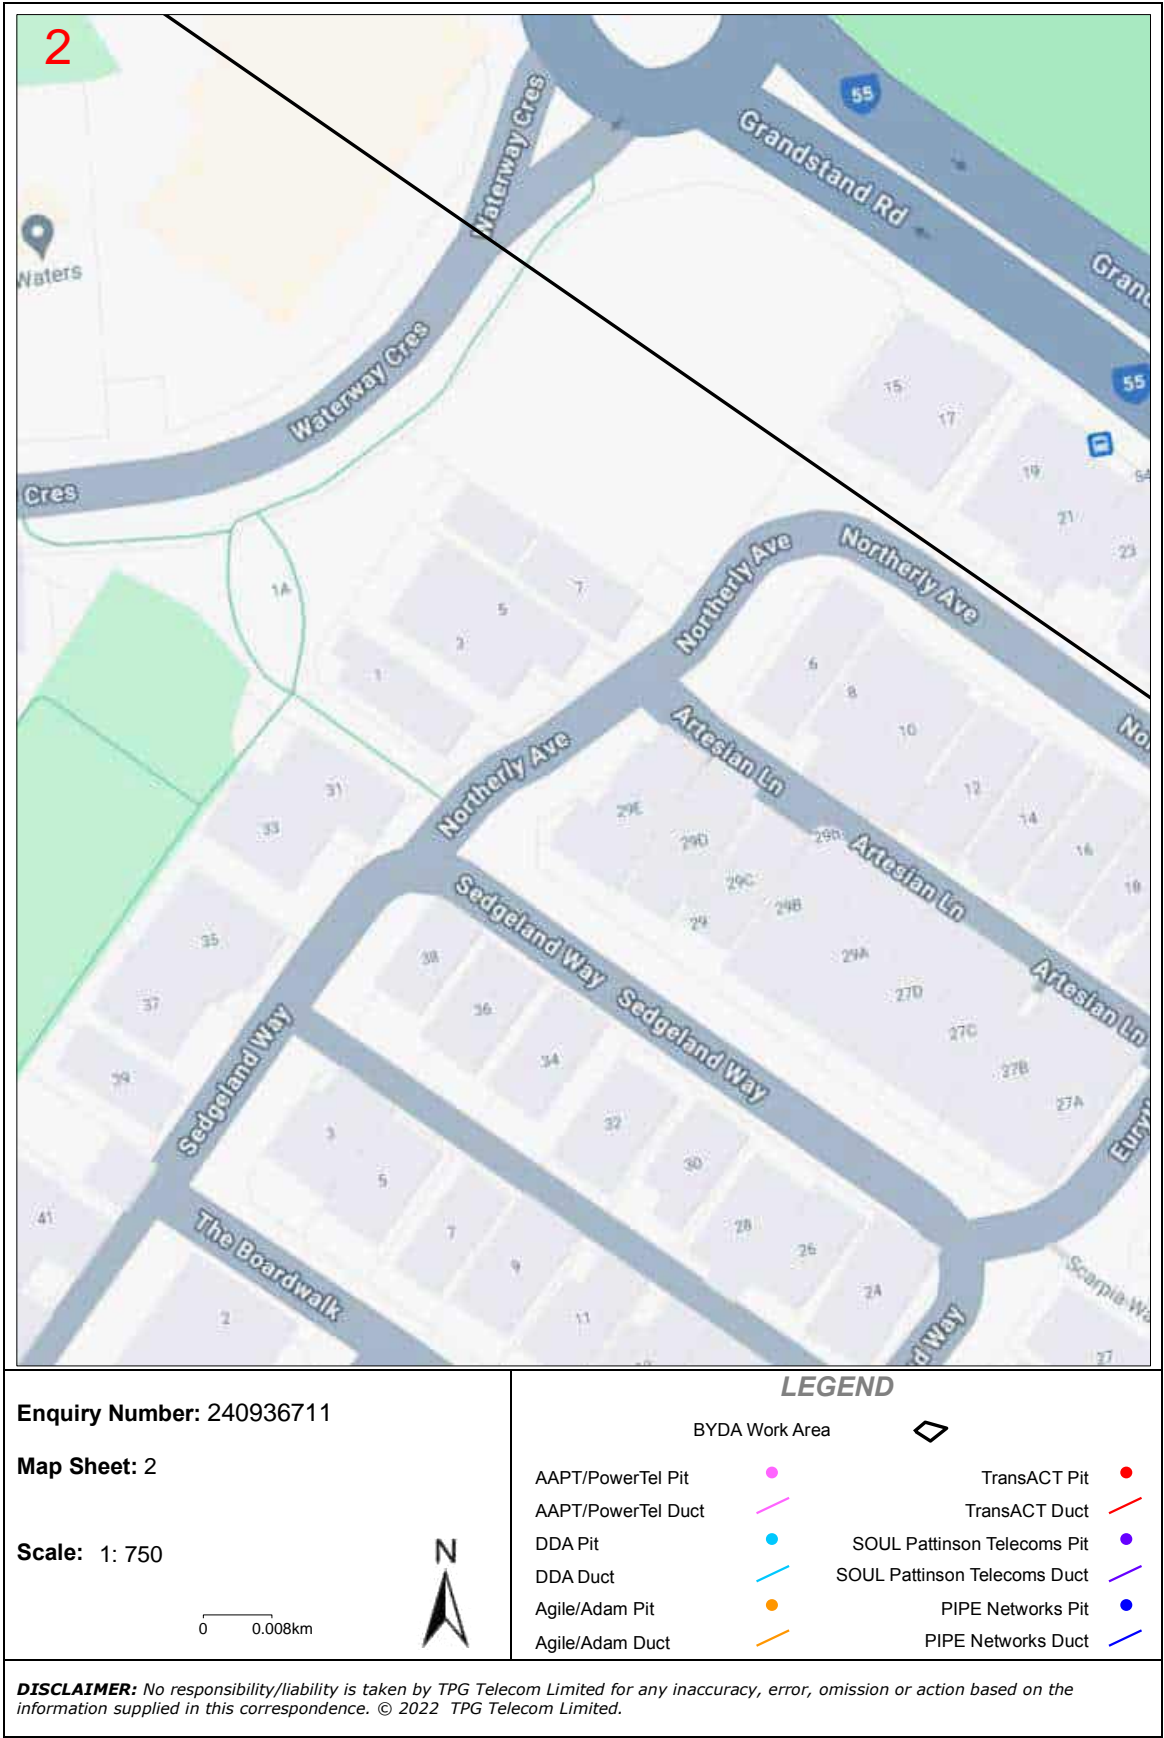 2
Waterway Cres
55
Grandstand Rd
Waters
Grand
Waterway Cres
55
15
17
19
54
Cres
21
23
Northerly Ave
Northerly Ave
1A
7
5
3
1
6
8
10
Artesian Ln
Northerly Ave
12
31
14
33
29E
29D
29b
Artesian Ln
16
18
29C
29B
Sedgeland Way
29
35
38
29A
Artesian Ln
37
36
Sedgeland Way
27D
27C
34
Sedgeland Way
39
27B
27A
3
32
30
5
41
The Boardwalk
28
7
26
9
24
2
11
27
d Way
Enquiry Number: 240936711
Map Sheet: 2
Scale: 1: 750
N
0 0.008km
LEGEND
BYDA Work Area
AAPT/PowerTel Pit TransACT Pit
AAPT/PowerTel Duct TransACT Duct
DDA Pit SOUL Pattinson Telecoms Pit
DDA Duct SOUL Pattinson Telecoms Duct
Agile/Adam Pit PIPE Networks Pit
Agile/Adam Duct PIPE Networks Duct
DISCLAIMER: No responsibility/liability is taken by TPG Telecom Limited for any inaccuracy, error, omission or action based on the
information supplied in this correspondence. © 2022 TPG Telecom Limited.